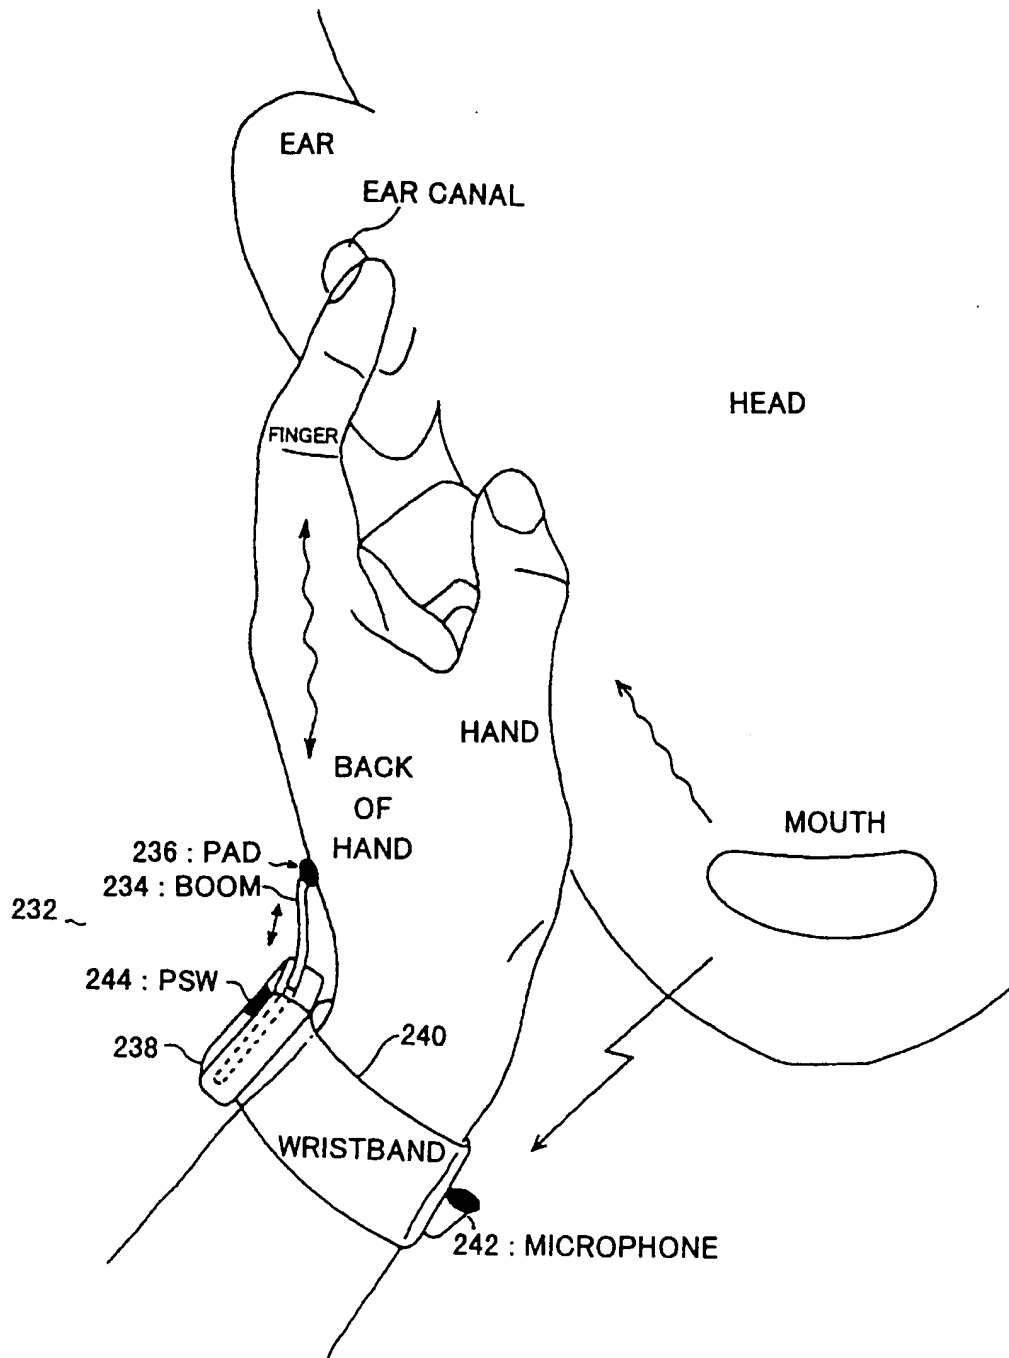 EAR
EAR CANAL
HEAD
FINGER
HAND
BACK
OF
HAND
MOUTH
236 : PAD
234 : BOOM
232
244 : PSW
238
240
WRISTBAND
242 : MICROPHONE